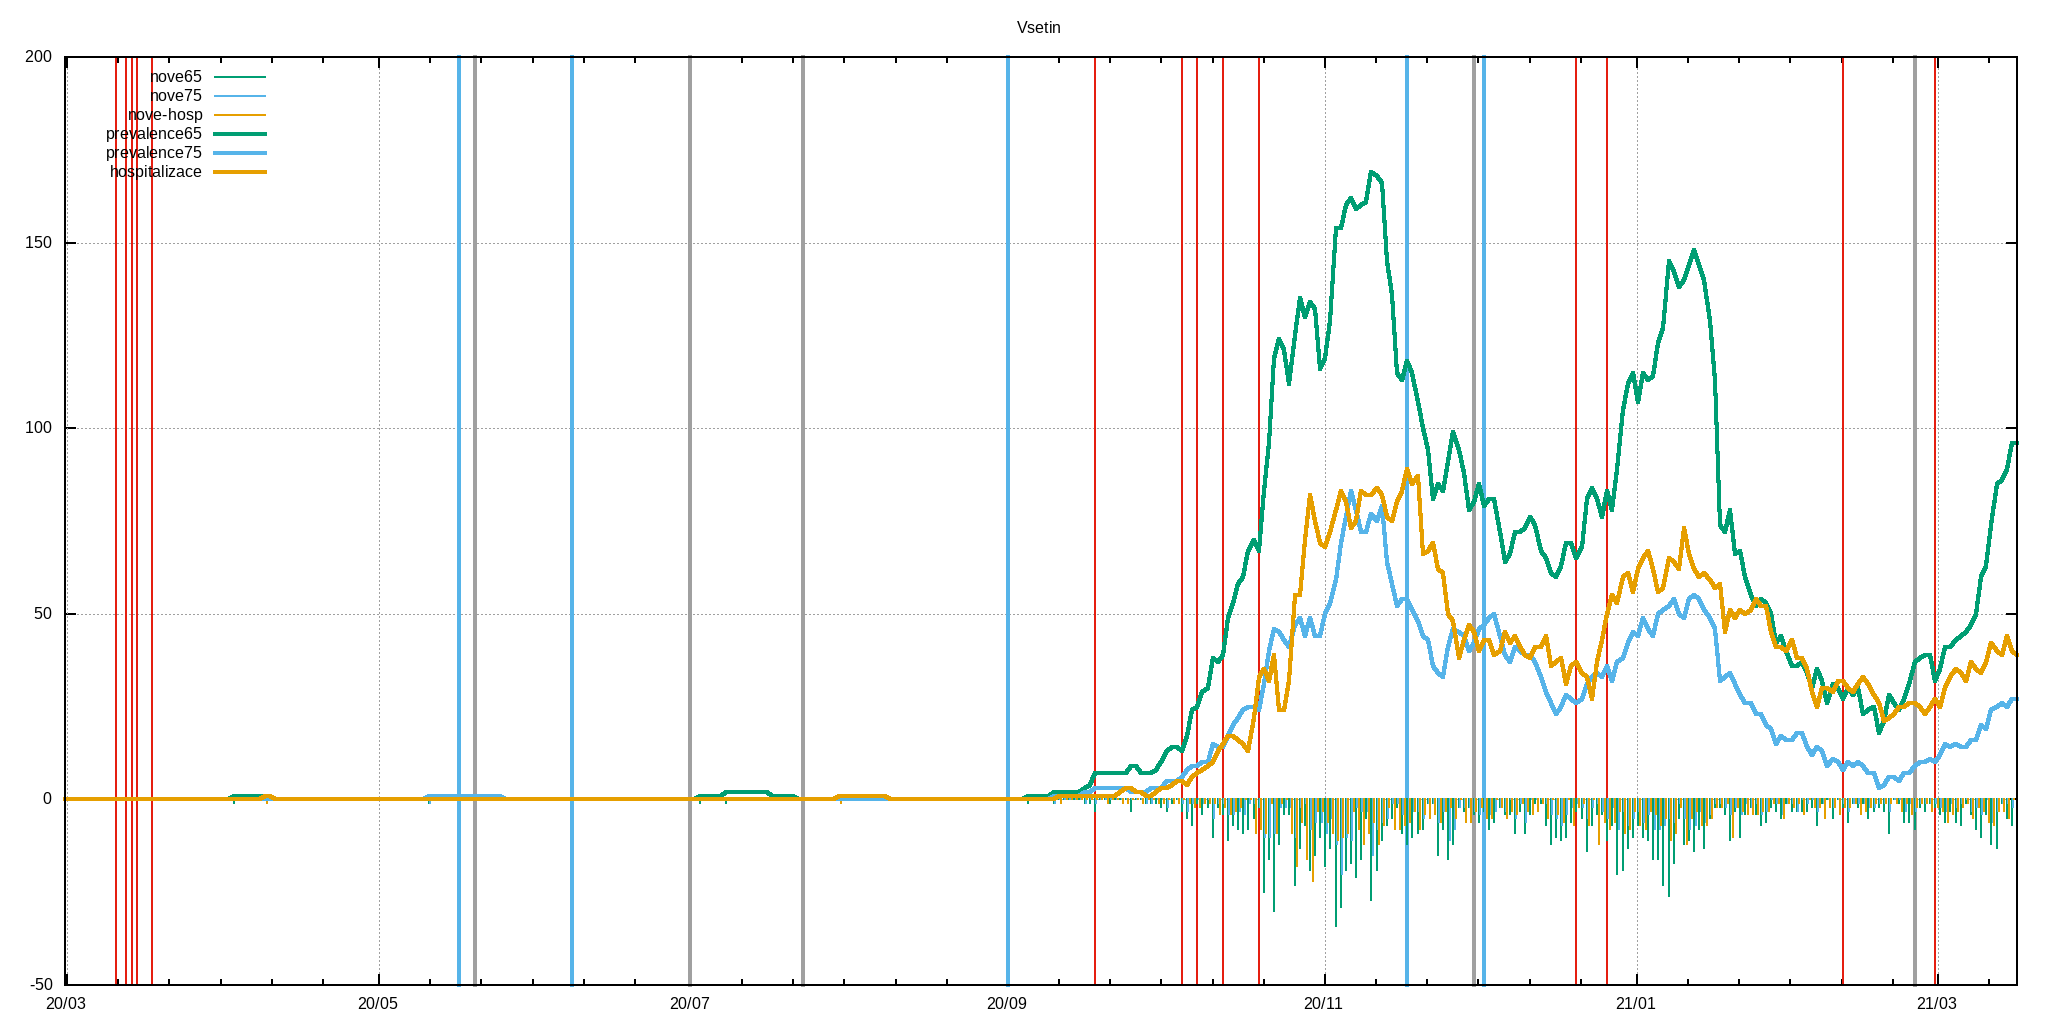 Vsetin
200
nove65
nove75
nove-hosp
prevalence65
prevalence75
hospitalizace
150
100
50
0
-50
20/03 20/05 20/07 20/09 20/11 21/01 21/03